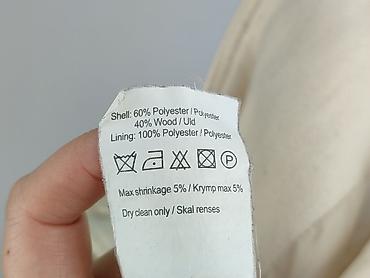 Shell: 60% Polyester / Polyester
40% Wood / Uld
Lining: 100% Polyester / Polyester
P
Max shrinkage 5% / Krymp max 5%
Dry clean only / Skal renses